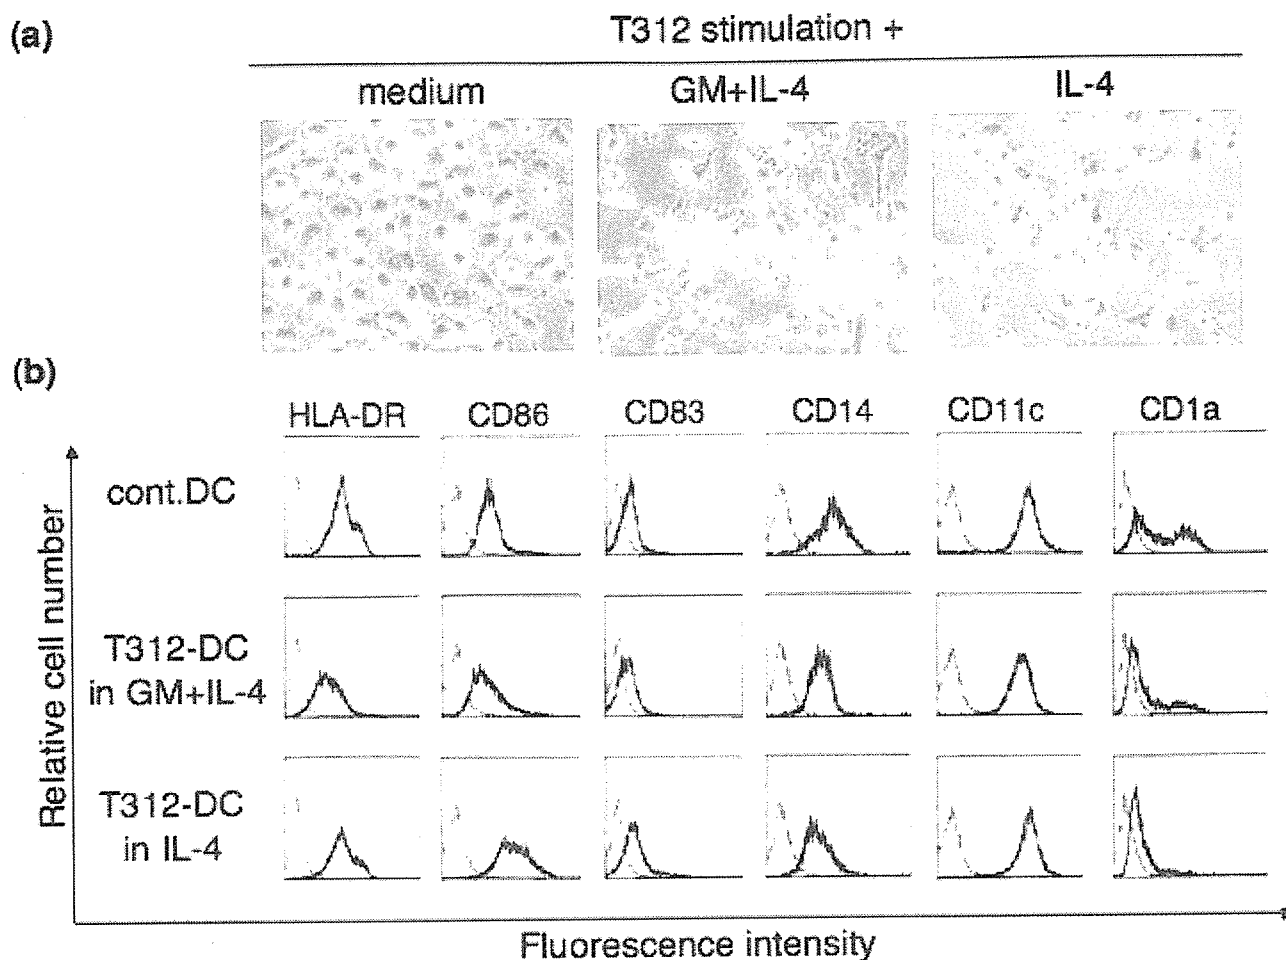 (a)
T312 stimulation +
medium GM+IL-4 IL-4
(b)
HLA-DR CD86 CD83 CD14 CD11c CD1a
cont.DC
T312-DC
in GM+IL-4
T312-DC
in IL-4
Relative cell number
Fluorescence intensity